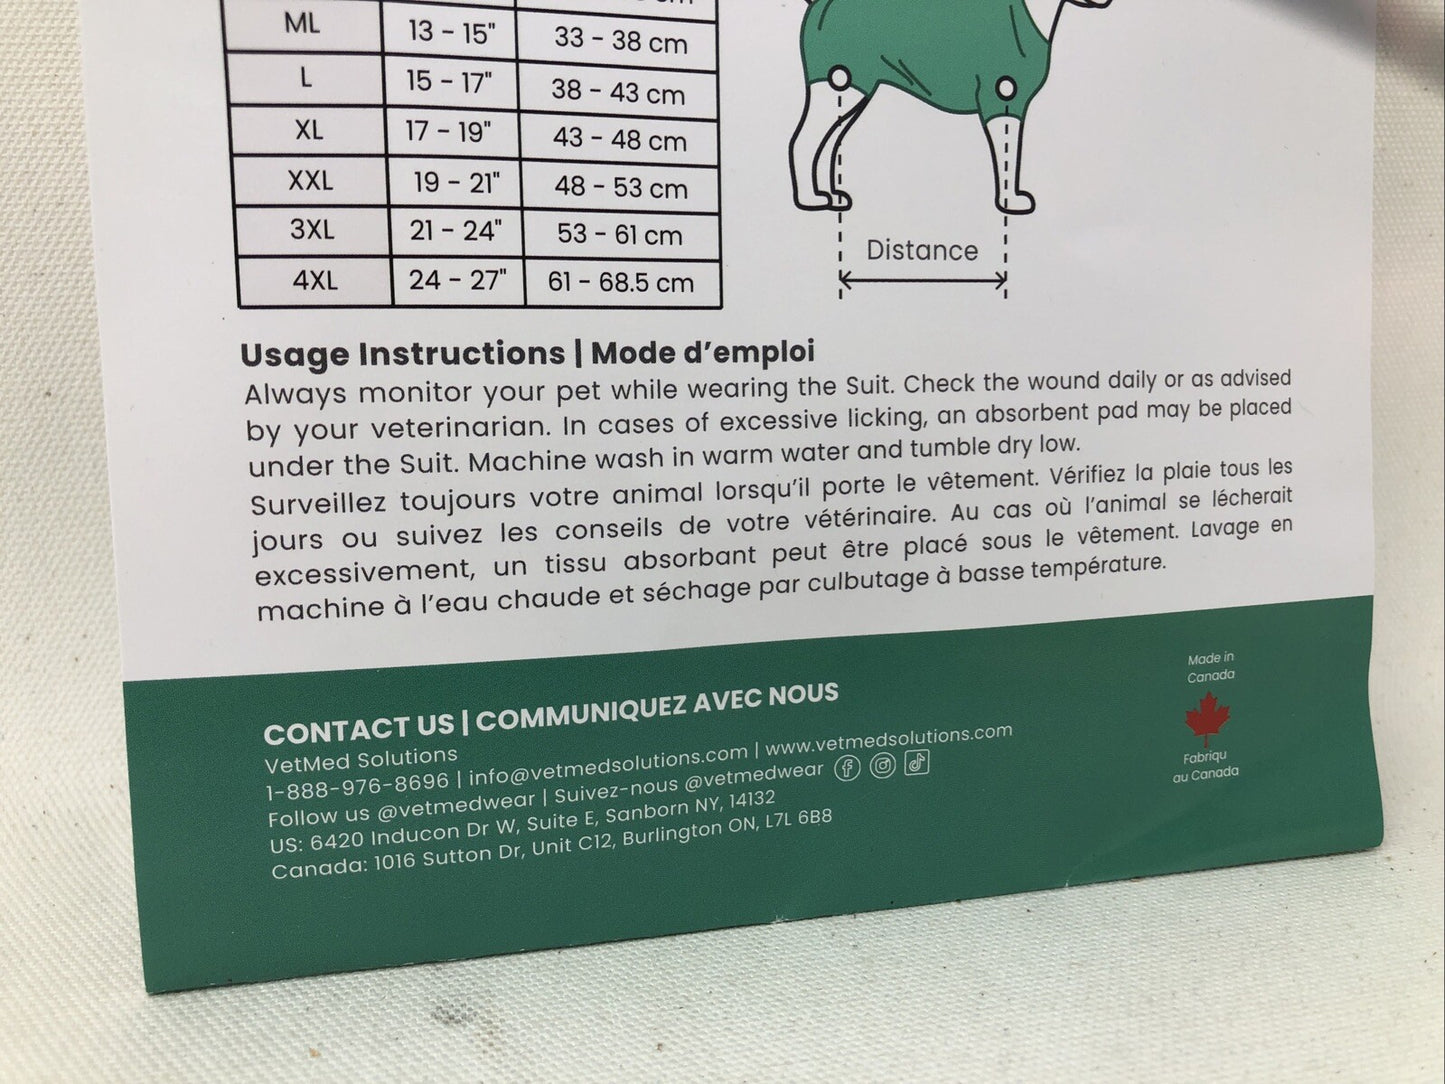 cm
ML 13 - 15" 33 - 38 cm
L 15 - 17" 38 - 43 cm
XL 17 - 19" 43 - 48 cm
XXL 19 - 21" 48 - 53 cm
3XL 21 - 24" 53 - 61 cm
4XL 24 - 27" 61 - 68.5 cm
Distance
Usage Instructions | Mode d’emploi
Always monitor your pet while wearing the Suit. Check the wound daily or as advised
by your veterinarian. In cases of excessive licking, an absorbent pad may be placed
under the Suit. Machine wash in warm water and tumble dry low.
Surveillez toujours votre animal lorsqu’il porte le vêtement. Vérifiez la plaie tous les
jours ou suivez les conseils de votre vétérinaire. Au cas où l’animal se lécherait
excessivement, un tissu absorbant peut être placé sous le vêtement. Lavage en
machine à l’eau chaude et séchage par culbutage à basse température.
CONTACT US | COMMUNIQUEZ AVEC NOUS
VetMed Solutions
1-888-976-8696 | info@vetmedsolutions.com | www.vetmedsolutions.com
Follow us @vetmedwear | Suivez-nous @vetmedwear
US: 6420 Inducon Dr W, Suite E, Sanborn NY, 14132
Canada: 1016 Sutton Dr, Unit C12, Burlington ON, L7L 6B8
Made in
Canada
Fabriqu
au Canada